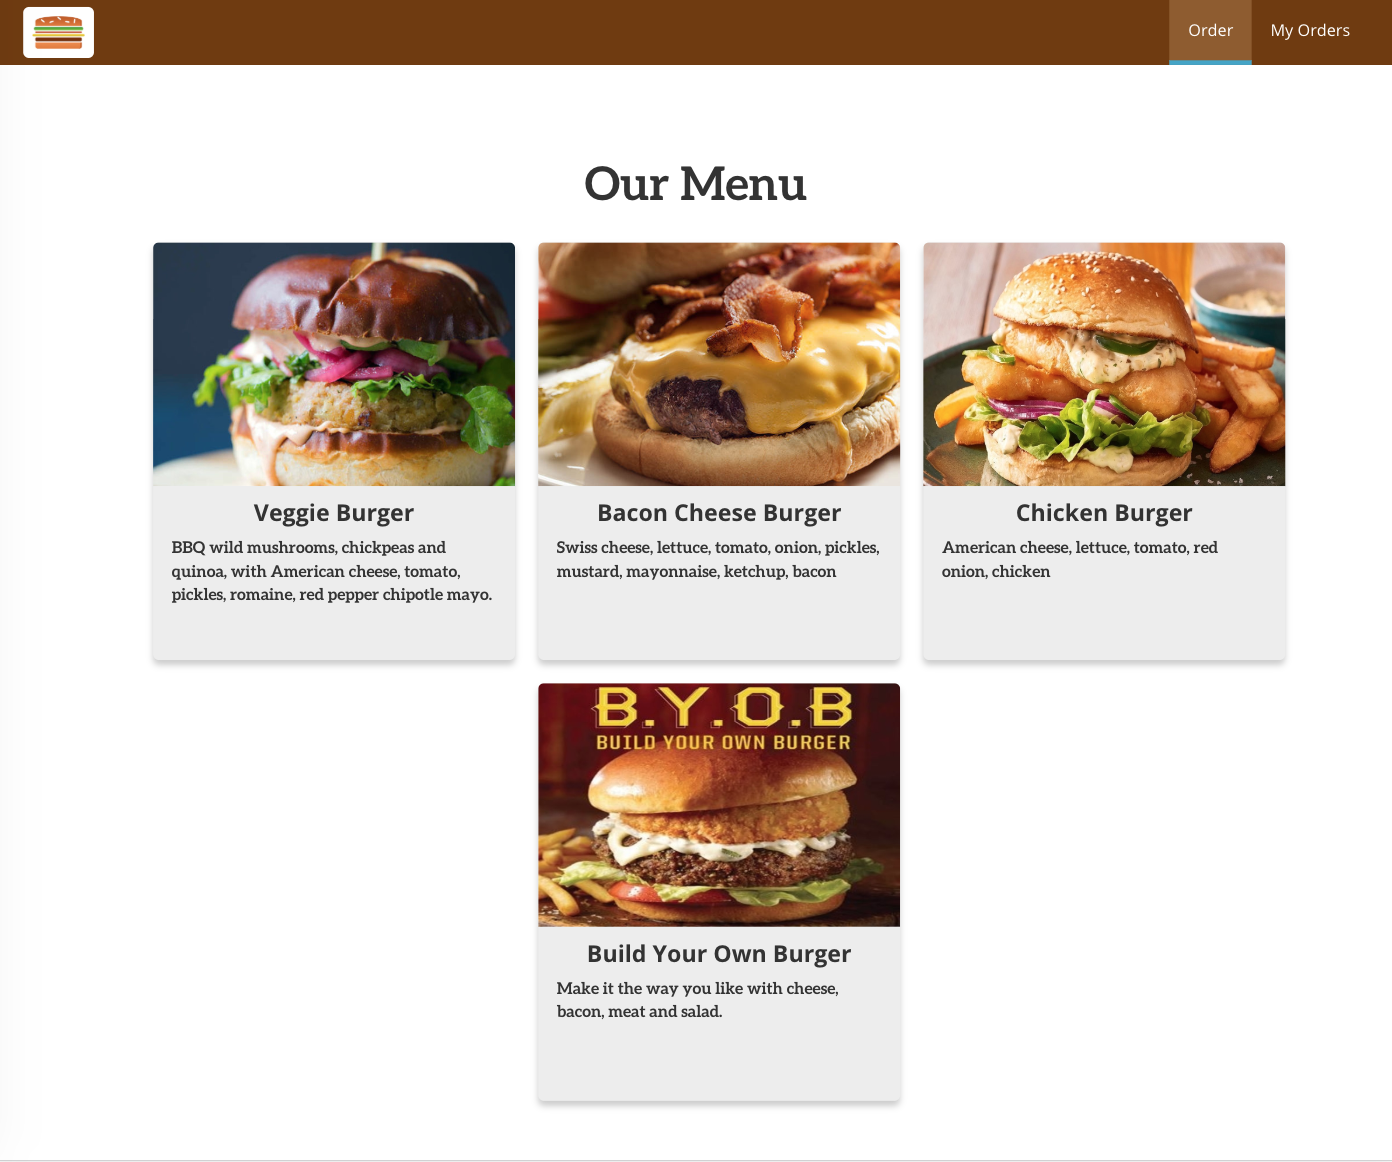 Order
My Orders
Our Menu
Veggie Burger
BBQ wild mushrooms, chickpeas and
quinoa, with American cheese, tomato,
pickles, romaine, red pepper chipotle mayo.
Bacon Cheese Burger
Swiss cheese, lettuce, tomato, onion, pickles,
mustard, mayonnaise, ketchup, bacon
Chicken Burger
American cheese, lettuce, tomato, red
onion, chicken
B.Y.O.B
BUILD YOUR OWN BURGER
Build Your Own Burger
Make it the way you like with cheese,
bacon, meat and salad.